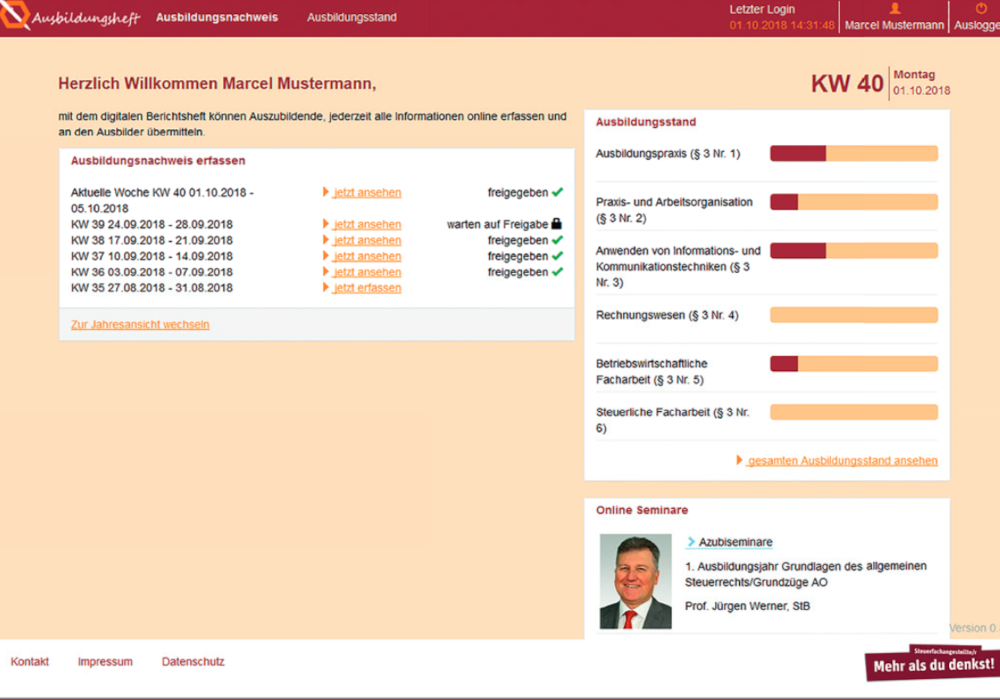 Ausbildungsheft
Ausbildungsnachweis
Ausbildungsstand
Letzter Login
01.10.2018 14:31:48
Marcel Mustermann
Auslogge
Herzlich Willkommen Marcel Mustermann,
mit dem digitalen Berichtsheft können Auszubildende, jederzeit alle Informationen online erfassen und
an den Ausbilder übermitteln.
KW 40
Montag
01.10.2018
Ausbildungsnachweis erfassen
Aktuelle Woche KW 40 01.10.2018 - jetzt ansehen freigegeben
05.10.2018
KW 39 24.09.2018 - 28.09.2018 jetzt ansehen warten auf Freigabe
KW 38 17.09.2018 - 21.09.2018 jetzt ansehen freigegeben
KW 37 10.09.2018 - 14.09.2018 jetzt ansehen freigegeben
KW 36 03.09.2018 - 07.09.2018 jetzt ansehen freigegeben
KW 35 27.08.2018 - 31.08.2018 jetzt erfassen
Zur Jahresansicht wechseln
Ausbildungsstand
Ausbildungspraxis (§ 3 Nr. 1)
Praxis- und Arbeitsorganisation
(§ 3 Nr. 2)
Anwenden von Informations- und
Kommunikationstechniken (§ 3
Nr. 3)
Rechnungswesen (§ 3 Nr. 4)
Betriebswirtschaftliche
Facharbeit (§ 3 Nr. 5)
Steuerliche Facharbeit (§ 3 Nr.
6)
gesamten Ausbildungsstand ansehen
Online Seminare
Azubiseminare
1. Ausbildungsjahr Grundlagen des allgemeinen
Steuerrechts/Grundzüge AO
Prof. Jürgen Werner, StB
Version 0.
Kontakt
Impressum
Datenschutz
Steuerfachangestellte/r
Mehr als du denkst!